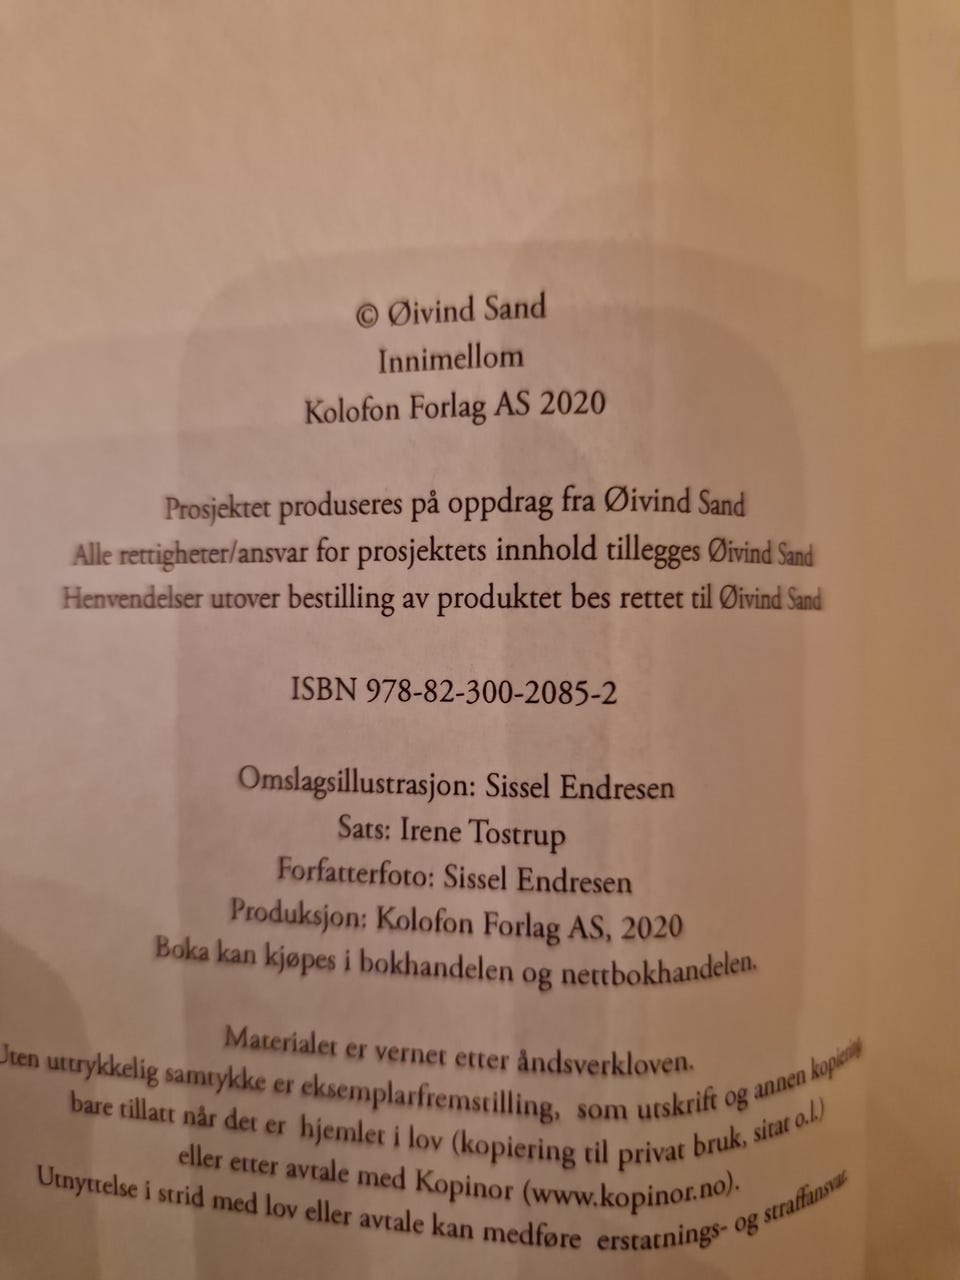 © Øivind Sand
Innimellom
Kolofon Forlag AS 2020
Prosjektet produseres på oppdrag fra Øivind Sand
Alle rettigheter/ansvar for prosjektets innhold tillegges Øivind Sand
Henvendelser utover bestilling av produktet bes rettet til Øivind Sand
ISBN 978-82-300-2085-2
Omslagsillustrasjon: Sissel Endresen
Sats: Irene Tostrup
Forfatterfoto: Sissel Endresen
Produksjon: Kolofon Forlag AS, 2020
Boka kan kjøpes i bokhandelen og nettbokhandelen.
Materialet er vernet etter åndsverkloven.
Uten uttrykkelig samtykke er eksemplarfremstilling, som utskrift og annen kopiering
bare tillatt når det er hjemlet i lov (kopiering til privat bruk, sitat o.l.)
eller etter avtale med Kopinor (www.kopinor.no).
Utnyttelse i strid med lov eller avtale kan medføre erstatnings- og straffansvar.